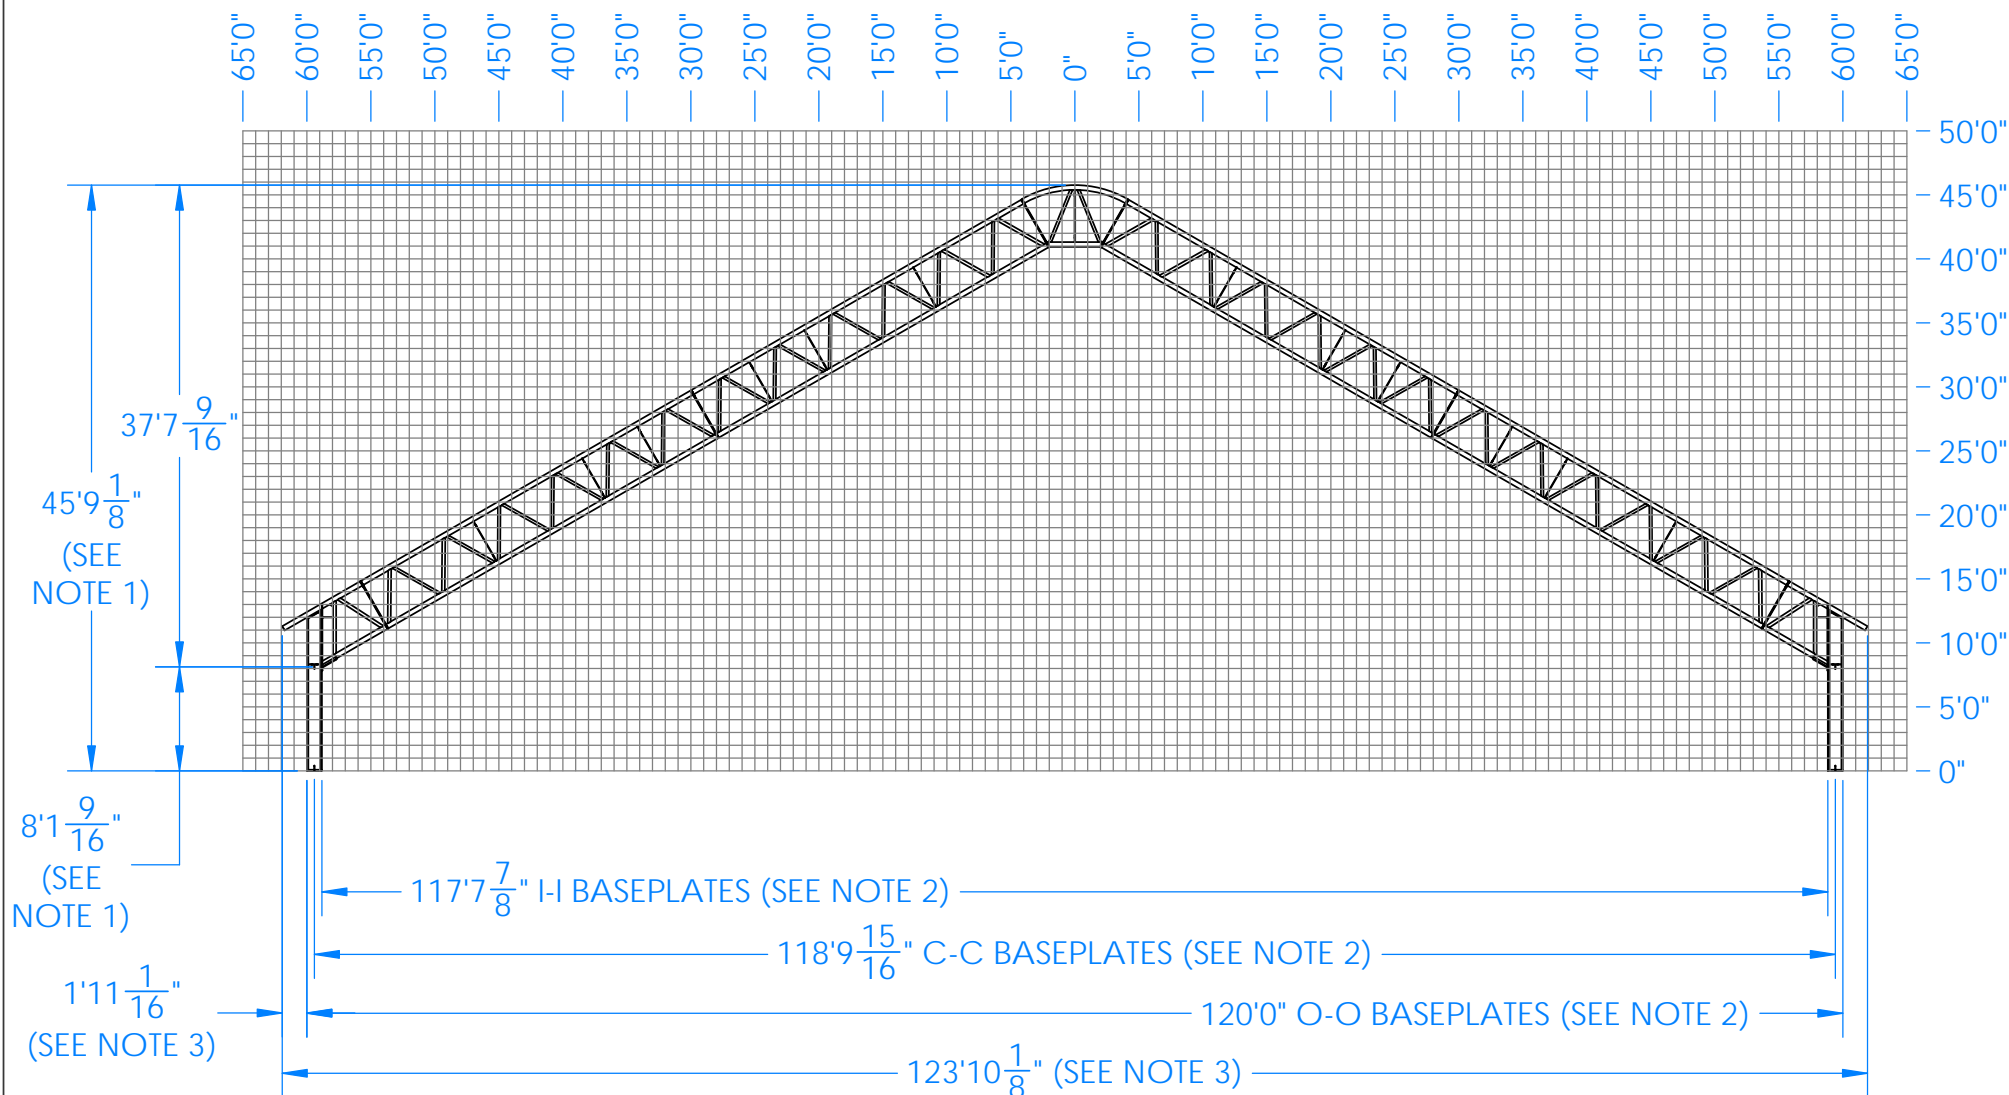 65'0" 60'0" 55'0" 50'0" 45'0" 40'0" 35'0" 30'0" 25'0" 20'0" 15'0" 10'0" 5'0" 0" 5'0" 10'0" 15'0" 20'0" 25'0" 30'0" 35'0" 40'0" 45'0" 50'0" 55'0" 60'0" 65'0"
50'0"
45'0"
40'0"
35'0"
30'0"
25'0"
20'0"
15'0"
10'0"
5'0"
0"
37'7 9/16"
45'9 1/8"
(SEE
NOTE 1)
8'1 9/16"
(SEE
NOTE 1)
117'7 7/8" I-I BASEPLATES (SEE NOTE 2)
118'9 15/16" C-C BASEPLATES (SEE NOTE 2)
1'11 1/16"
(SEE NOTE 3)
120'0" O-O BASEPLATES (SEE NOTE 2)
123'10 1/8" (SEE NOTE 3)